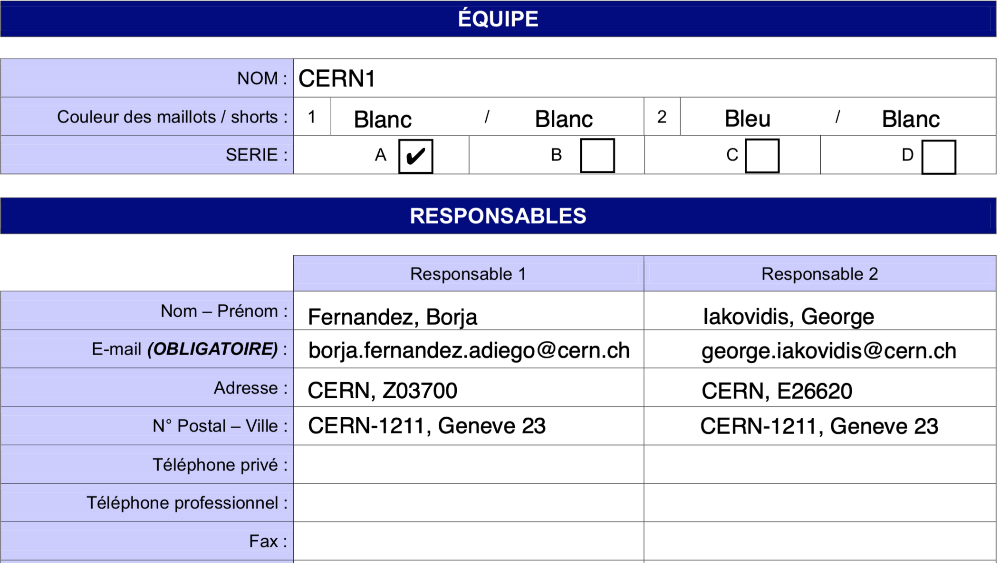 ÉQUIPE
NOM : CERN1
Couleur des maillots / shorts : 1 Blanc / Blanc 2 Bleu / Blanc
SERIE : A ✔ B C D
RESPONSABLES
Responsable 1 Responsable 2
Nom – Prénom : Fernandez, Borja Iakovidis, George
E-mail (OBLIGATOIRE) : borja.fernandez.adiego@cern.ch george.iakovidis@cern.ch
Adresse : CERN, Z03700 CERN, E26620
N° Postal – Ville : CERN-1211, Geneve 23 CERN-1211, Geneve 23
Téléphone privé :
Téléphone professionnel :
Fax :